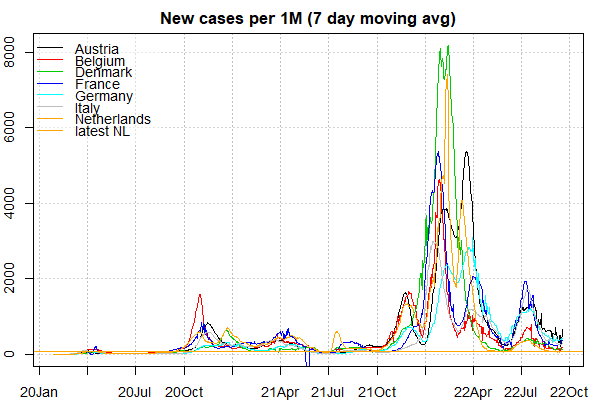 New cases per 1M (7 day moving avg)
8000
6000
4000
2000
0
Austria
Belgium
Denmark
France
Germany
Italy
Netherlands
latest NL
20Jan 20Jul 20Oct 21Apr 21Jul 21Oct 22Apr 22Jul 22Oct